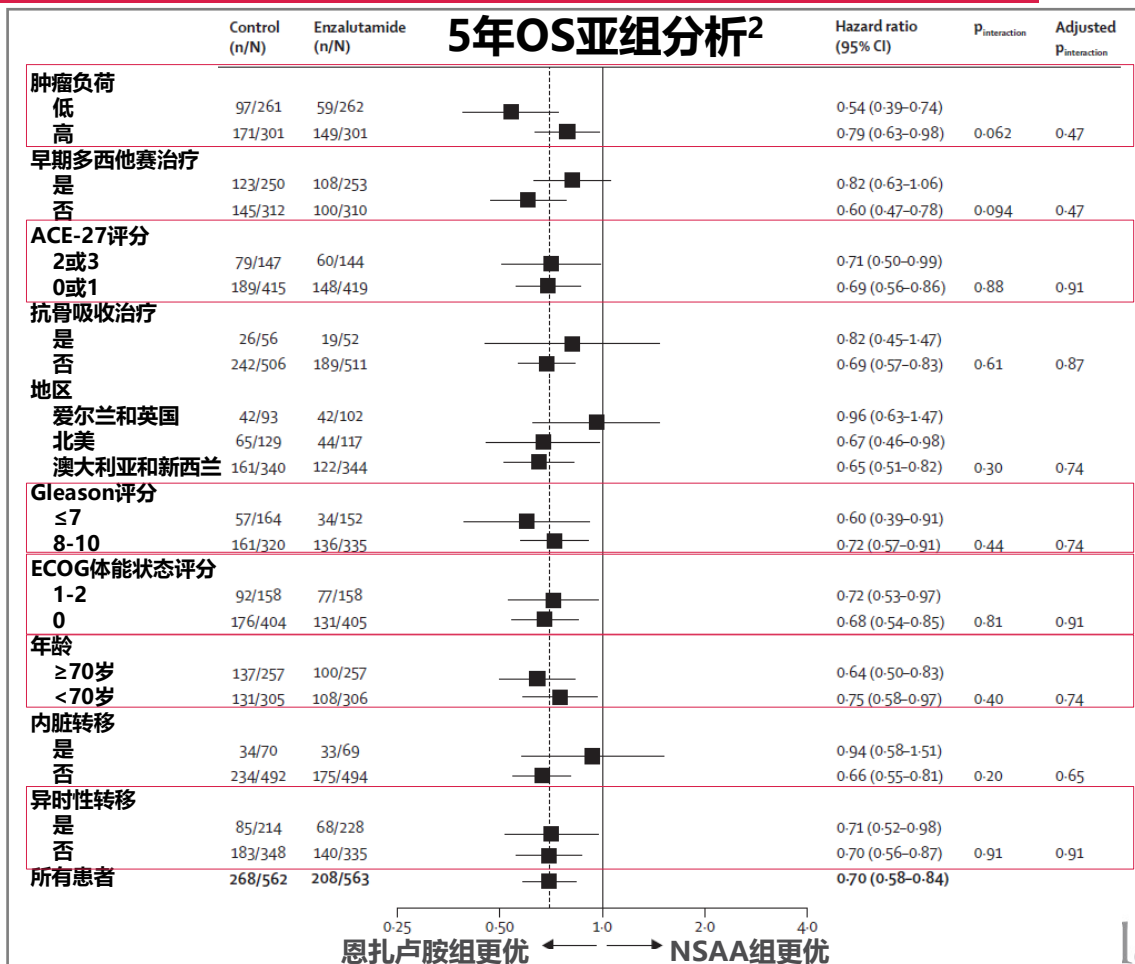 Control Enzalutamide 5年OS亚组分析² Hazard ratio pinteraction Adjusted
(n/N) (n/N) (95% CI) pinteraction
肿瘤负荷
低 97/261 59/262 0·54 (0·39–0·74)
高 171/301 149/301 0·79 (0·63–0·98) 0·062 0·47
早期多西他赛治疗
是 123/250 108/253 0·82 (0·63–1·06)
否 145/312 100/310 0·60 (0·47–0·78) 0·094 0·47
ACE-27评分
2或3 79/147 60/144 0·71 (0·50–0·99)
0或1 189/415 148/419 0·69 (0·56–0·86) 0·88 0·91
抗骨吸收治疗
是 26/56 19/52 0·82 (0·45–1·47)
否 242/506 189/511 0·69 (0·57–0·83) 0·61 0·87
地区
爱尔兰和英国 42/93 42/102 0·96 (0·63–1·47)
北美 65/129 44/117 0·67 (0·46–0·98)
澳大利亚和新西兰 161/340 122/344 0·65 (0·51–0·82) 0·30 0·74
Gleason评分
≤7 57/164 34/152 0·60 (0·39–0·91)
8-10 161/320 136/335 0·72 (0·57–0·91) 0·44 0·74
ECOG体能状态评分
1-2 92/158 77/158 0·72 (0·53–0·97)
0 176/404 131/405 0·68 (0·54–0·85) 0·81 0·91
年龄
≥70岁 137/257 100/257 0·64 (0·50–0·83)
<70岁 131/305 108/306 0·75 (0·58–0·97) 0·40 0·74
内脏转移
是 34/70 33/69 0·94 (0·58–1·51)
否 234/492 175/494 0·66 (0·55–0·81) 0·20 0·65
异时性转移
是 85/214 68/228 0·71 (0·52–0·98)
否 183/348 140/335 0·70 (0·56–0·87) 0·91 0·91
所有患者 268/562 208/563 0·70 (0·58–0·84)
0·25 0·50 1·0 2·0 4·0
恩扎卢胺组更优 NSAA组更优